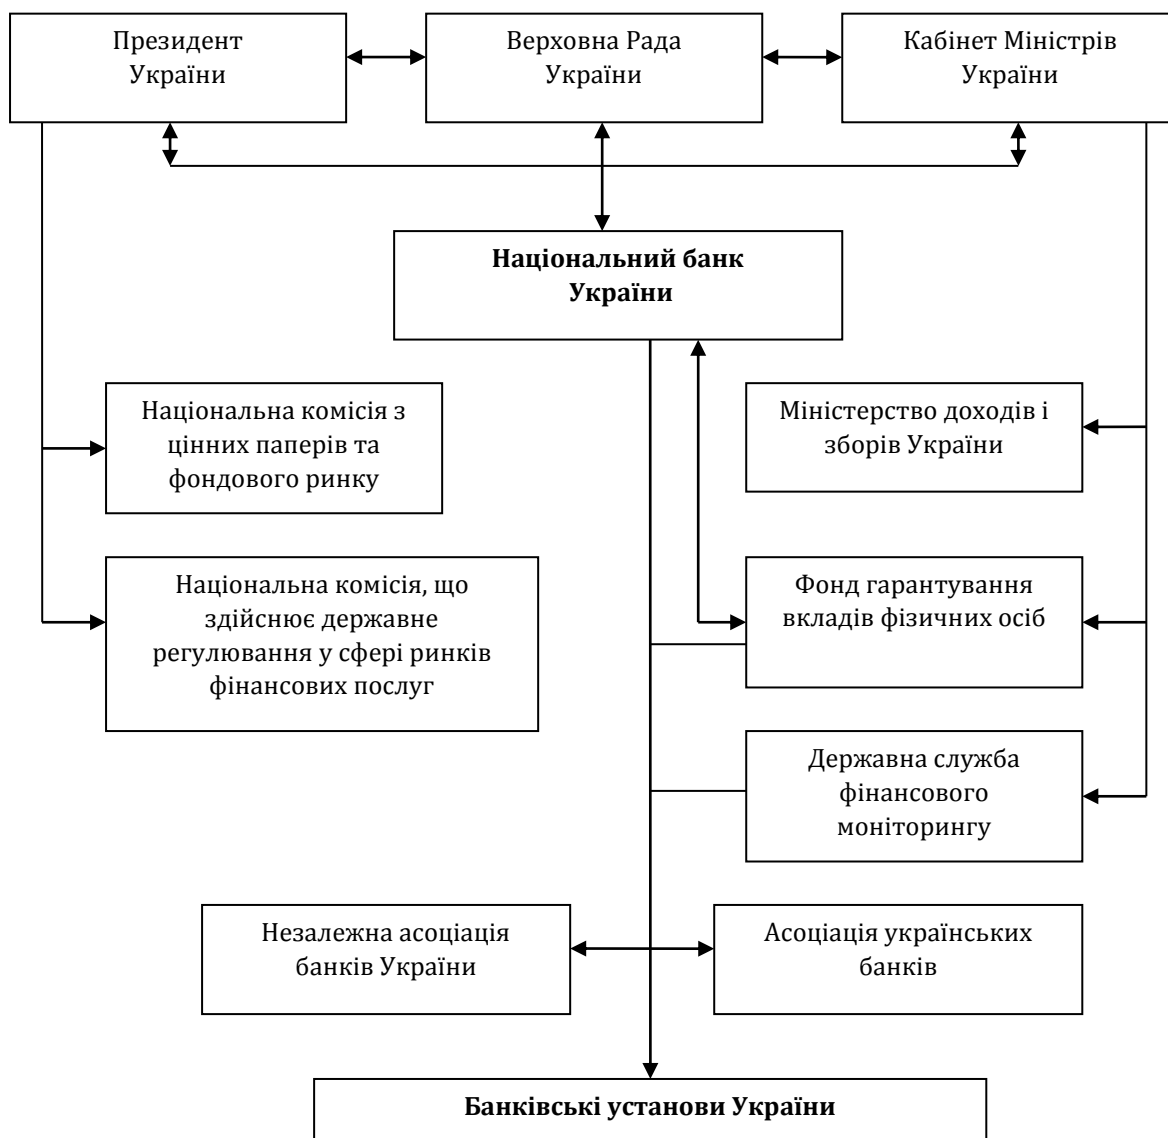 Президент
України
Верховна Рада
України
Кабінет Міністрів
України
Національний банк
України
Національна комісія з
цінних паперів та
фондового ринку
Міністерство доходів і
зборів України
Національна комісія, що
здійснює державне
регулювання у сфері ринків
фінансових послуг
Фонд гарантування
вкладів фізичних осіб
Державна служба
фінансового
моніторингу
Незалежна асоціація
банків України
Асоціація українських
банків
Банківські установи України